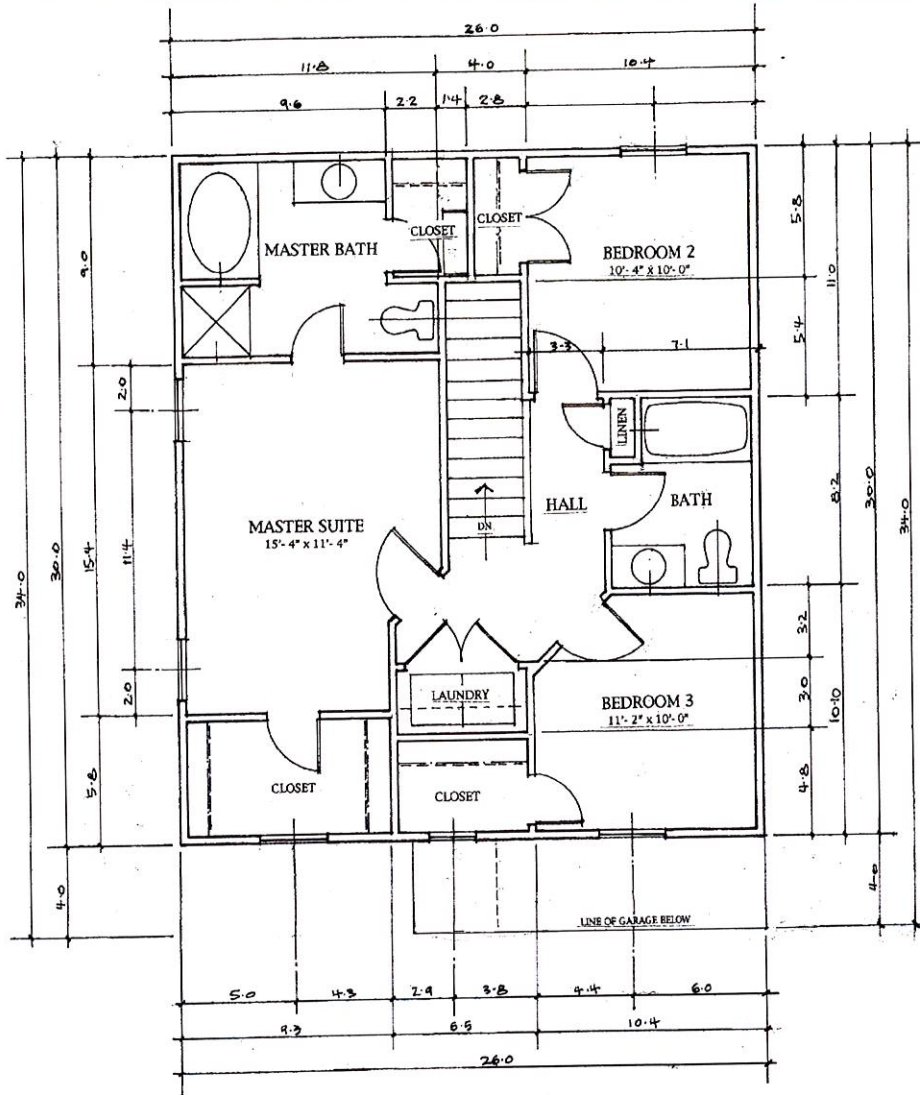 26.0
11.8 4.0 10.4
9.6 2.2 1.4 2.8
MASTER BATH
CLOSET
CLOSET
BEDROOM 2
10'- 4" x 10'- 0"
3-3 7.1
LINEN
HALL
BATH
DN
MASTER SUITE
15'- 4" x 11'- 4"
LAUNDRY
BEDROOM 3
11'- 2" x 10'- 0"
CLOSET
CLOSET
LINE OF GARAGE BELOW
34.0
30.0
4.0
9.0
15.4
5.8
2.0
11.4
2.0
5.8
5.4
3.2
3.0
4.8
11.0
8.2
10.10
30.0
4.0
34.0
5.0 4.3 2.9 3.8 4.4 6.0
9.3 6.5 10.4
26.0